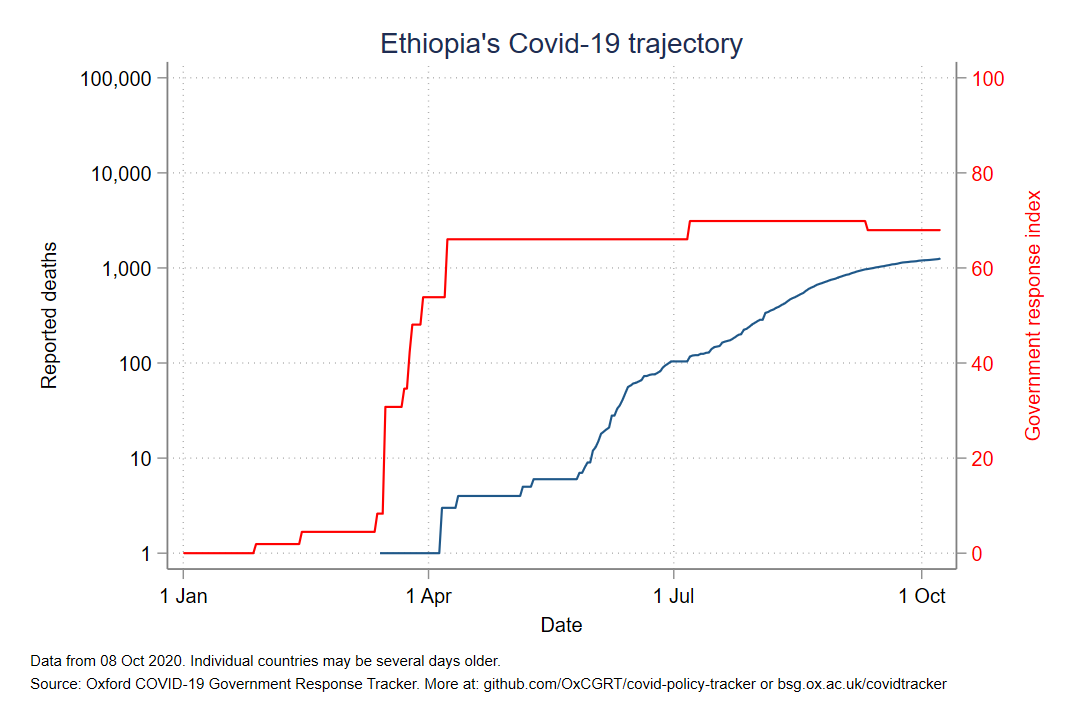 Ethiopia's Covid-19 trajectory
100,000
10,000
1,000
100
10
1
Reported deaths
100
80
60
40
20
0
Government response index
1 Jan
1 Apr
1 Jul
1 Oct
Date
Data from 08 Oct 2020. Individual countries may be several days older.
Source: Oxford COVID-19 Government Response Tracker. More at: github.com/OxCGRT/covid-policy-tracker or bsg.ox.ac.uk/covidtracker